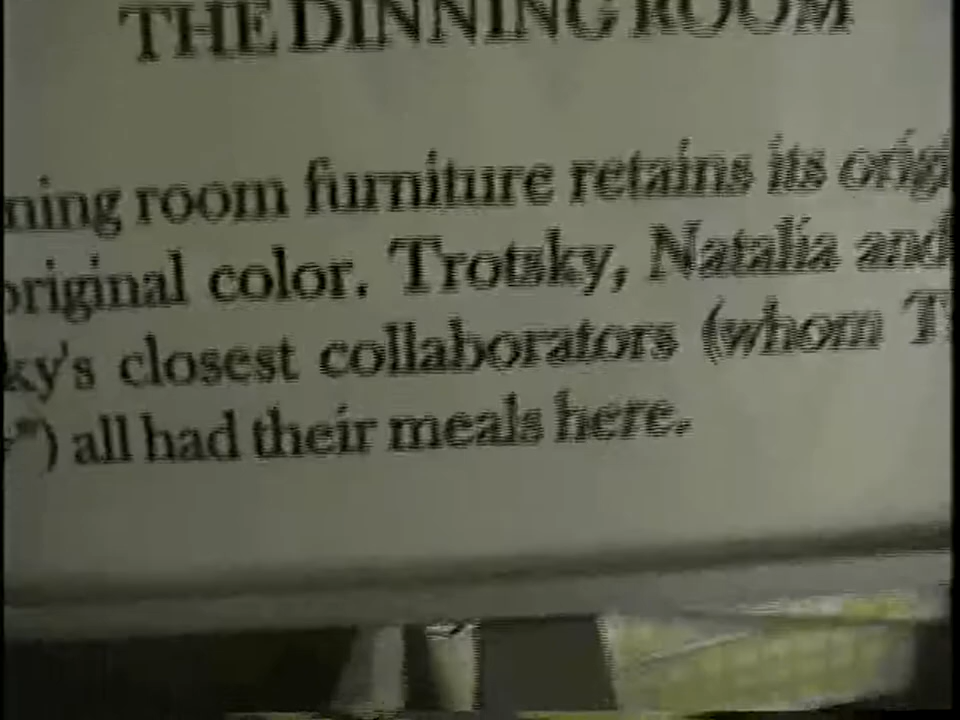 THE DINNING ROOM
ning room furniture retains its orig
original color. Trotsky, Natalia and
ky's closest collaborators (whom T
") all had their meals here.